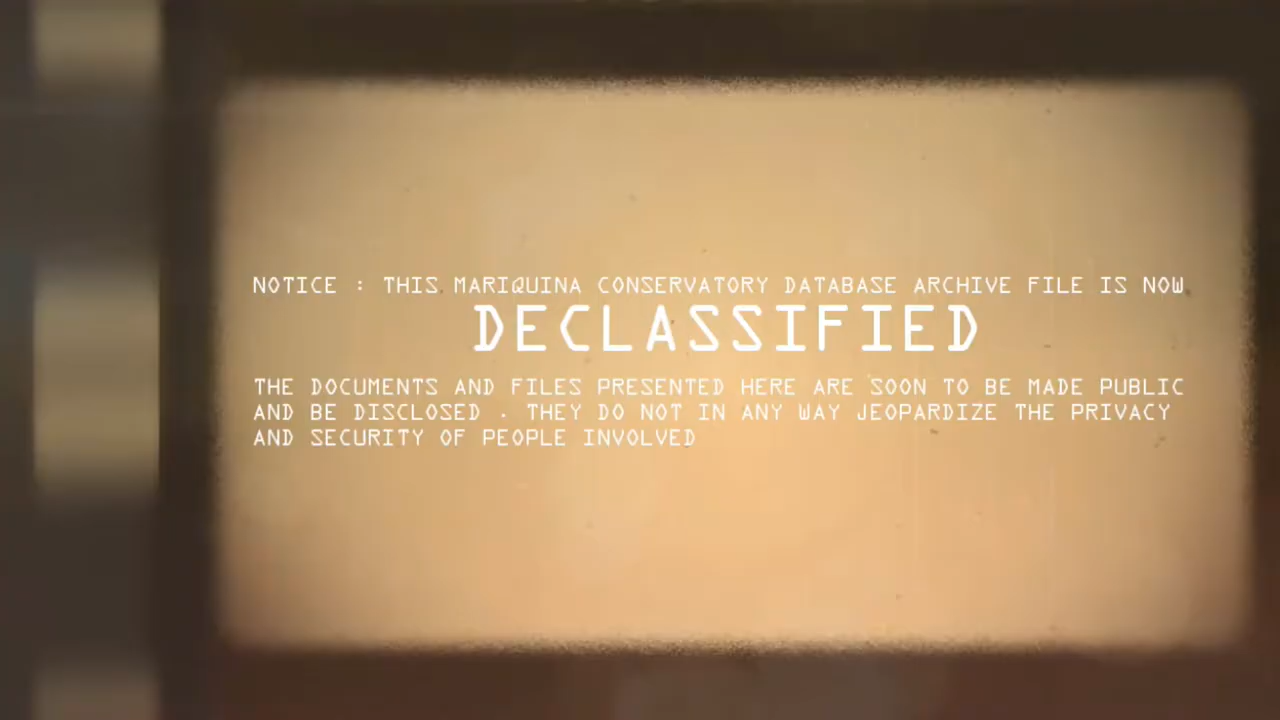 NOTICE : THIS MARIQUINA CONSERVATORY DATABASE ARCHIVE FILE IS NOW
DECLASSIFIED
THE DOCUMENTS AND FILES PRESENTED HERE ARE SOON TO BE MADE PUBLIC
AND BE DISCLOSED . THEY DO NOT IN ANY WAY JEOPARDIZE THE PRIVACY
AND SECURITY OF PEOPLE INVOLVED